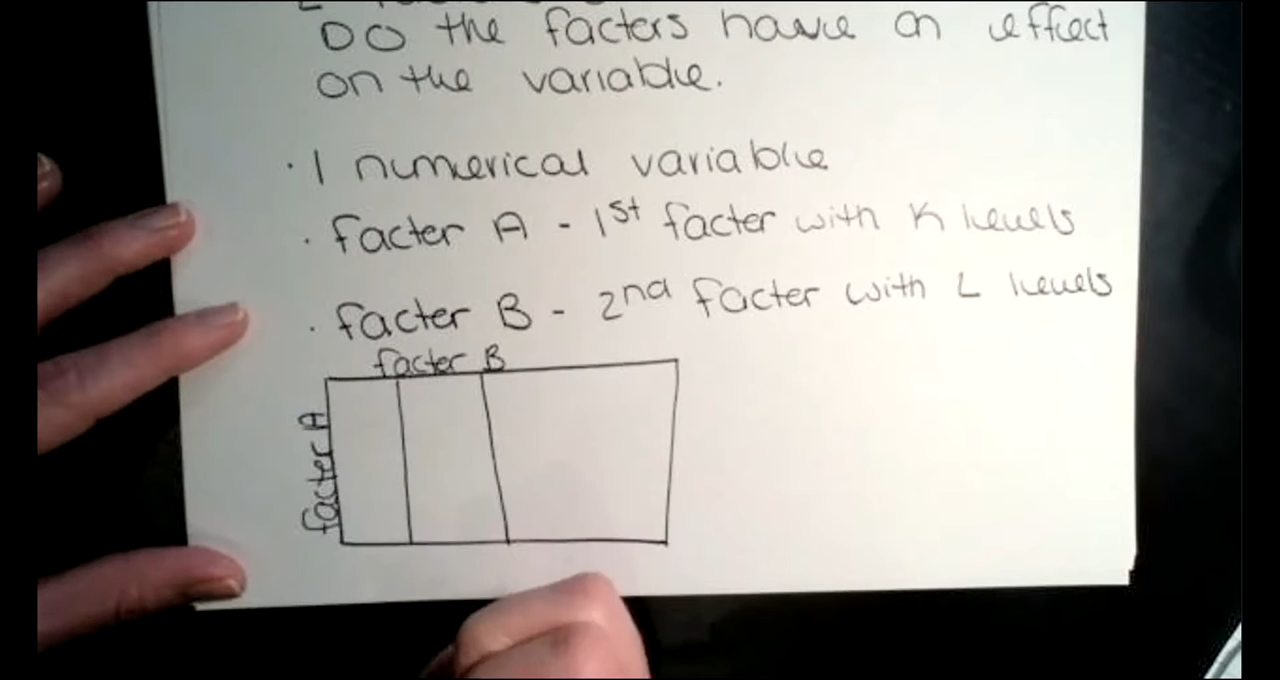 DO the factors have an effect
on the variable.
· 1 numerical variable
· facter A - 1st facter with K levels
· facter B - 2nd facter with L levels
facter B
facter A